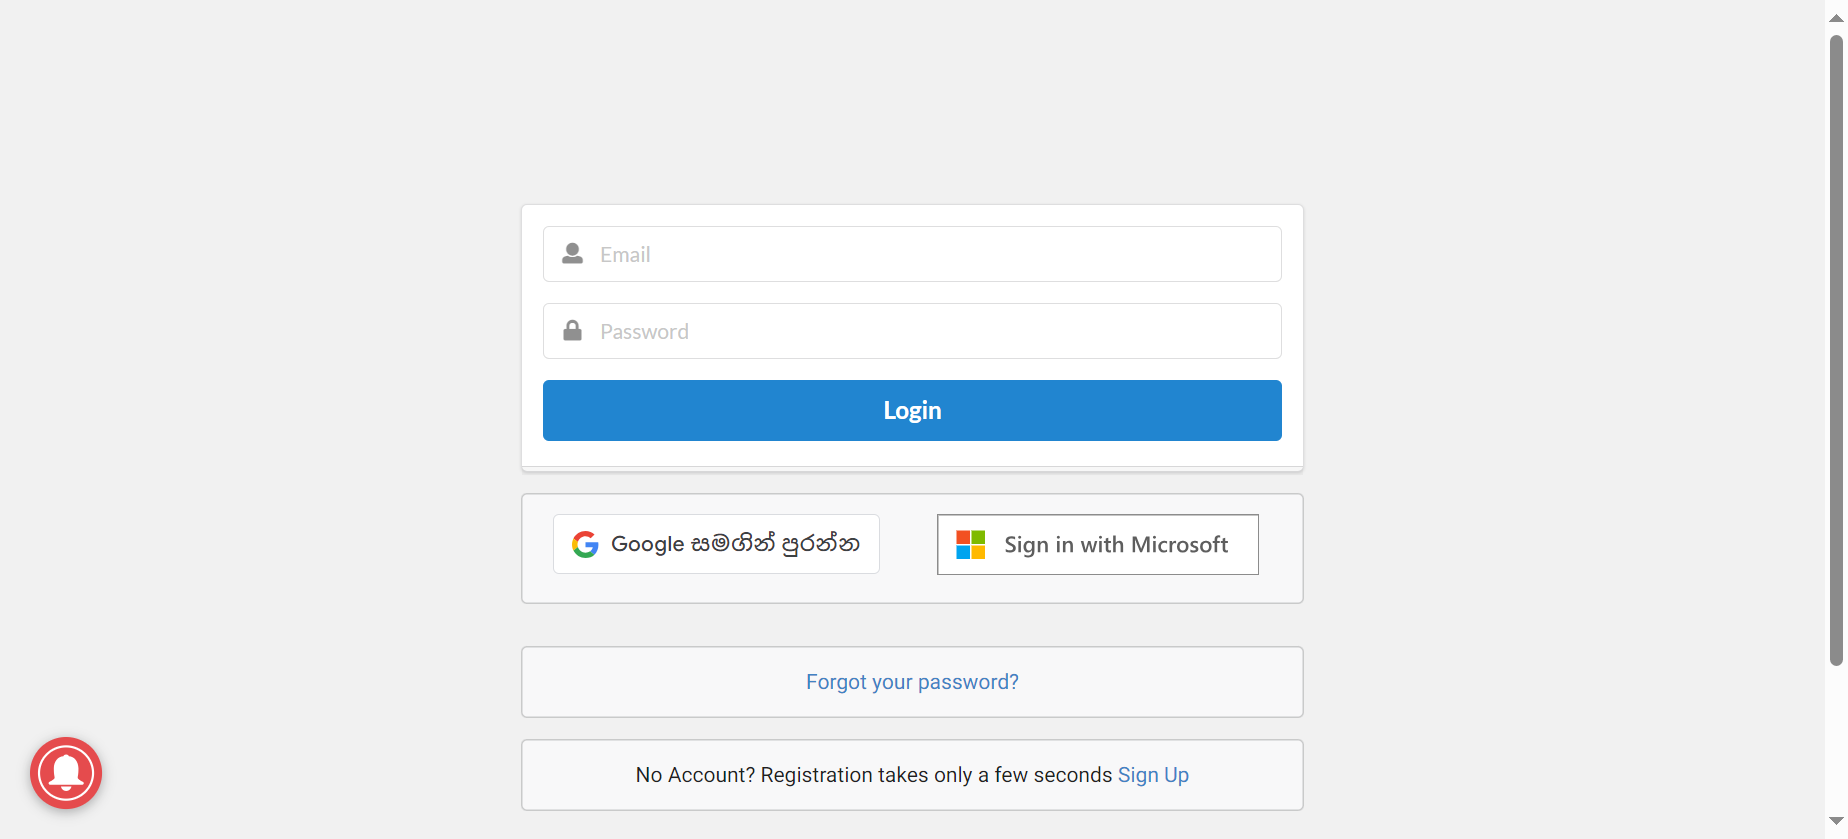 Email
Password
Login
Google සමගින් පුරන්න
Sign in with Microsoft
Forgot your password?
No Account? Registration takes only a few seconds Sign Up